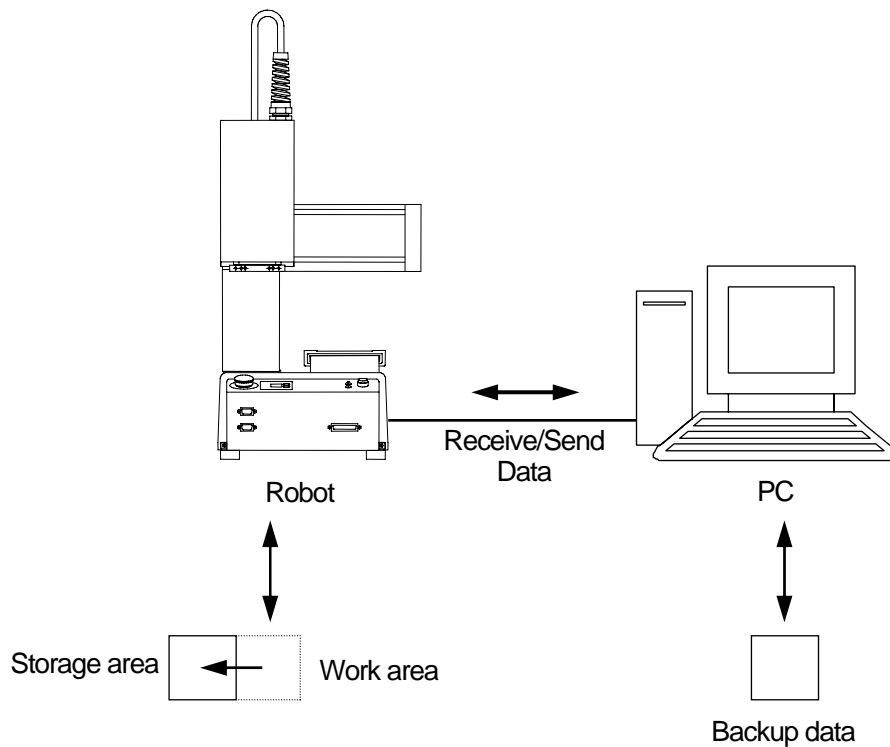 Receive/Send
Data
Robot
PC
Storage area
Work area
Backup data